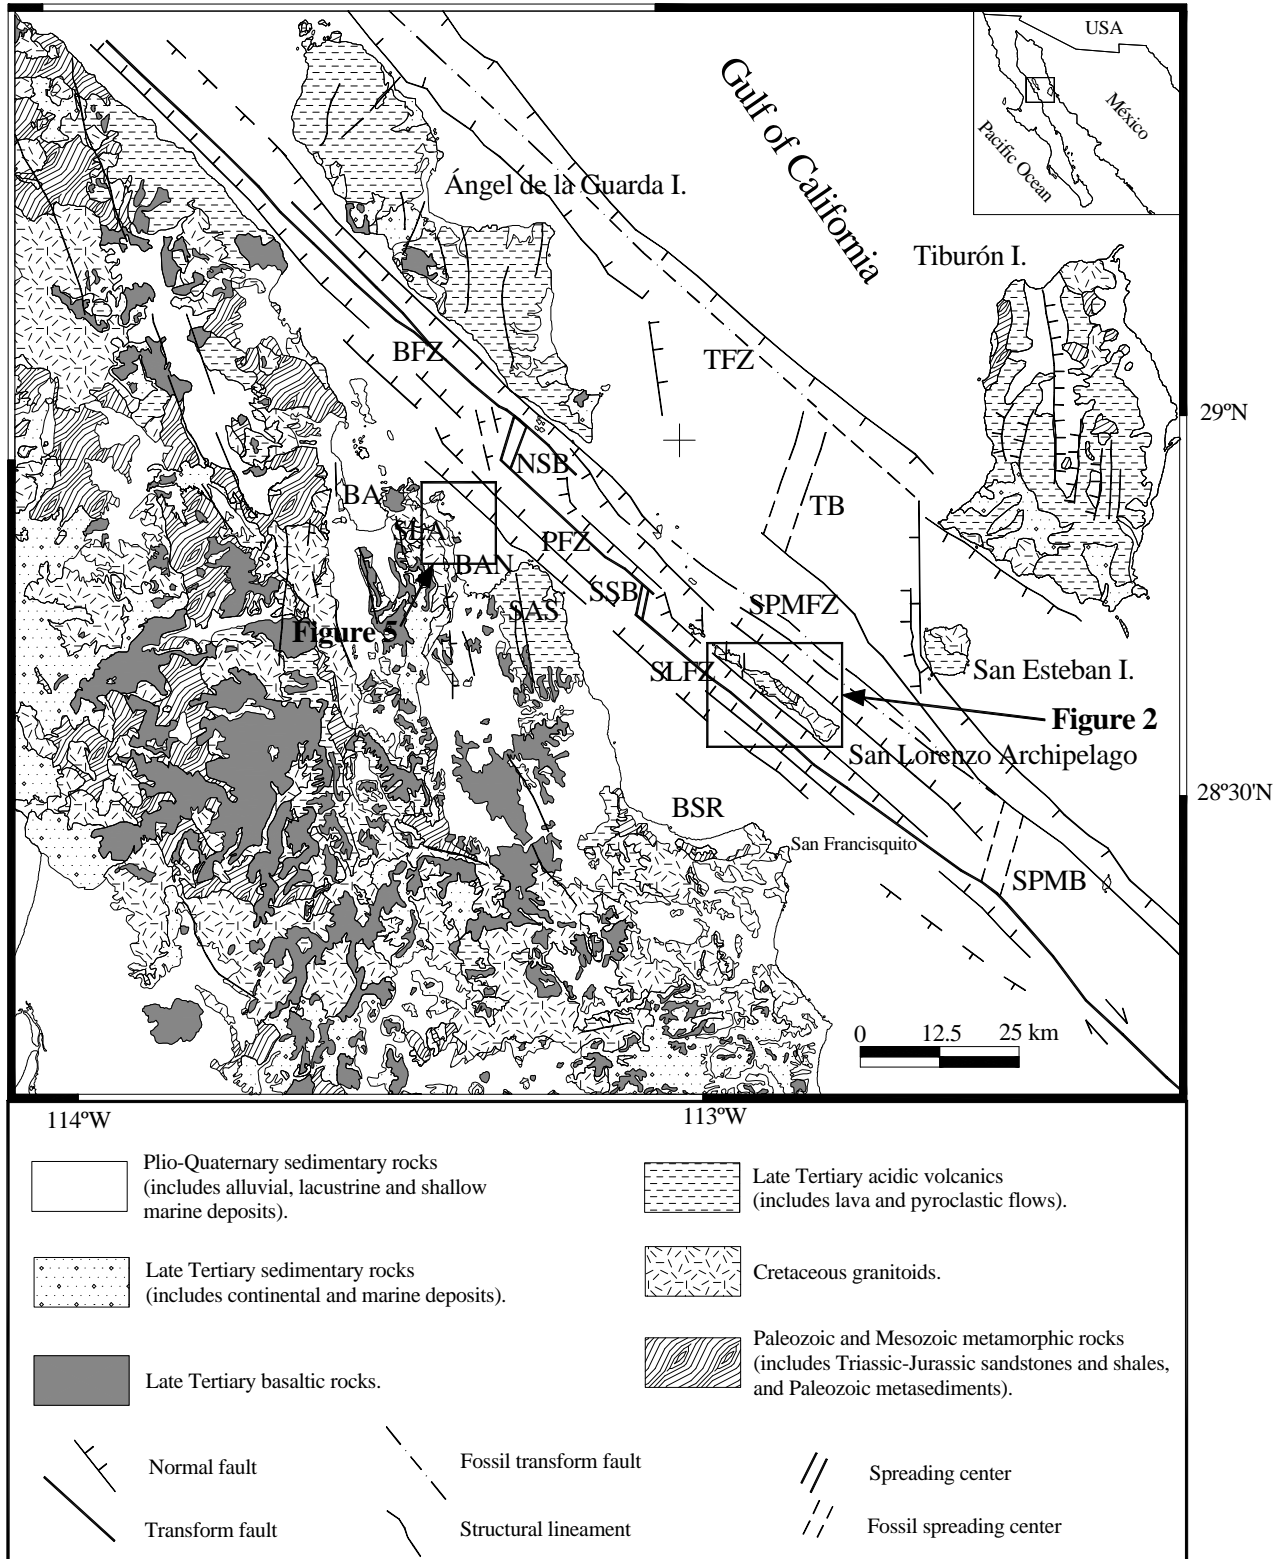 USA
México
Pacific Ocean
Gulf of California
Ángel de la Guarda I.
Tiburón I.
BFZ
TFZ
29ºN
NSB
BA
TB
SLA
PFZ
BAN
SSB
SPMFZ
SAS
Figure 5
SLFZ
San Esteban I.
Figure 2
San Lorenzo Archipelago
28º30'N
BSR
San Francisquito
SPMB
0 12.5 25 km
114ºW
113ºW
Plio-Quaternary sedimentary rocks
(includes alluvial, lacustrine and shallow
marine deposits).
Late Tertiary acidic volcanics
(includes lava and pyroclastic flows).
Late Tertiary sedimentary rocks
(includes continental and marine deposits).
Cretaceous granitoids.
Late Tertiary basaltic rocks.
Paleozoic and Mesozoic metamorphic rocks
(includes Triassic-Jurassic sandstones and shales,
and Paleozoic metasediments).
Normal fault
Fossil transform fault
Spreading center
Transform fault
Structural lineament
Fossil spreading center